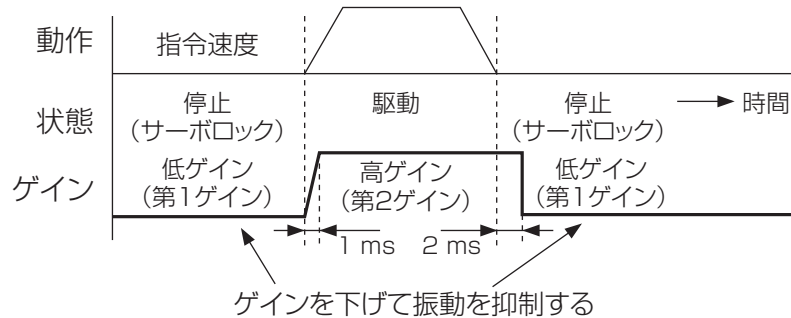 動作
指令速度
状態
停止
（サーボロック）
駆動
停止
（サーボロック）
時間
ゲイン
低ゲイン
（第1ゲイン）
高ゲイン
（第2ゲイン）
低ゲイン
（第1ゲイン）
1 ms
2 ms
ゲインを下げて振動を抑制する